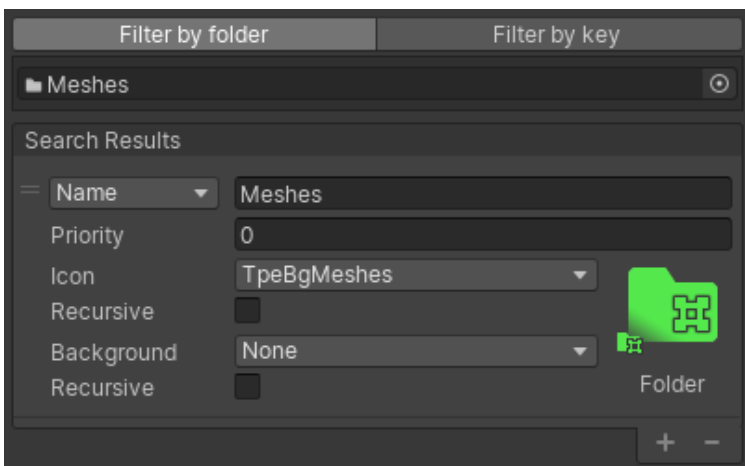 Filter by folder Filter by key
Meshes
Search Results
Name Meshes
Priority 0
Icon TpeBgMeshes
Recursive
Background None
Recursive
Folder
+ −